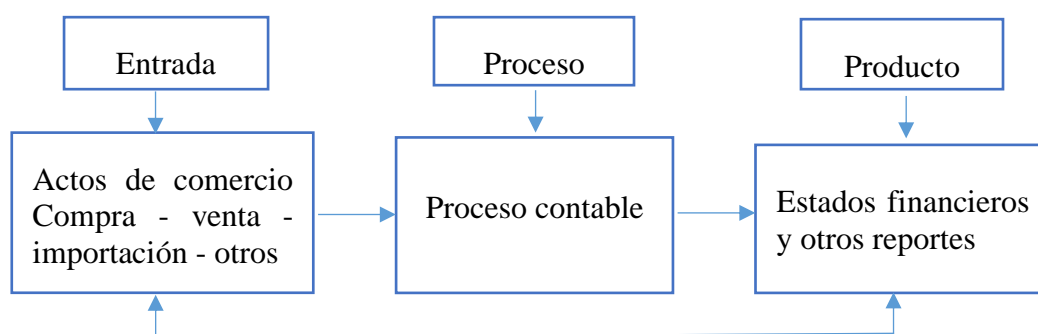 Entrada
Proceso
Producto
Actos de comercio
Compra - venta -
importación - otros
Proceso contable
Estados financieros
y otros reportes